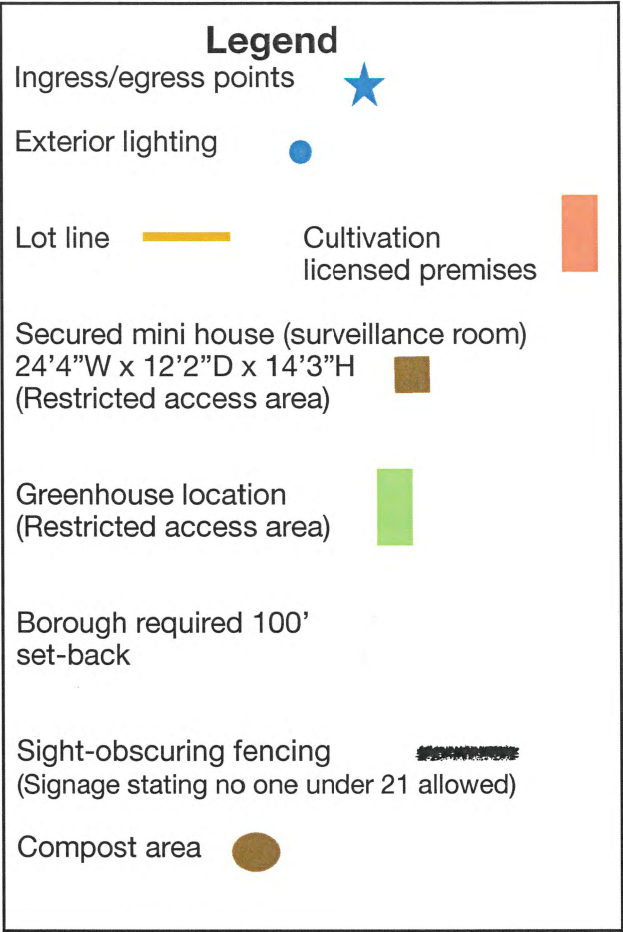 Legend
Ingress/egress points
Exterior lighting
Lot line
Cultivation
licensed premises
Secured mini house (surveillance room)
24’4”W x 12’2”D x 14’3”H
(Restricted access area)
Greenhouse location
(Restricted access area)
Borough required 100’
set-back
Sight-obscuring fencing
(Signage stating no one under 21 allowed)
Compost area